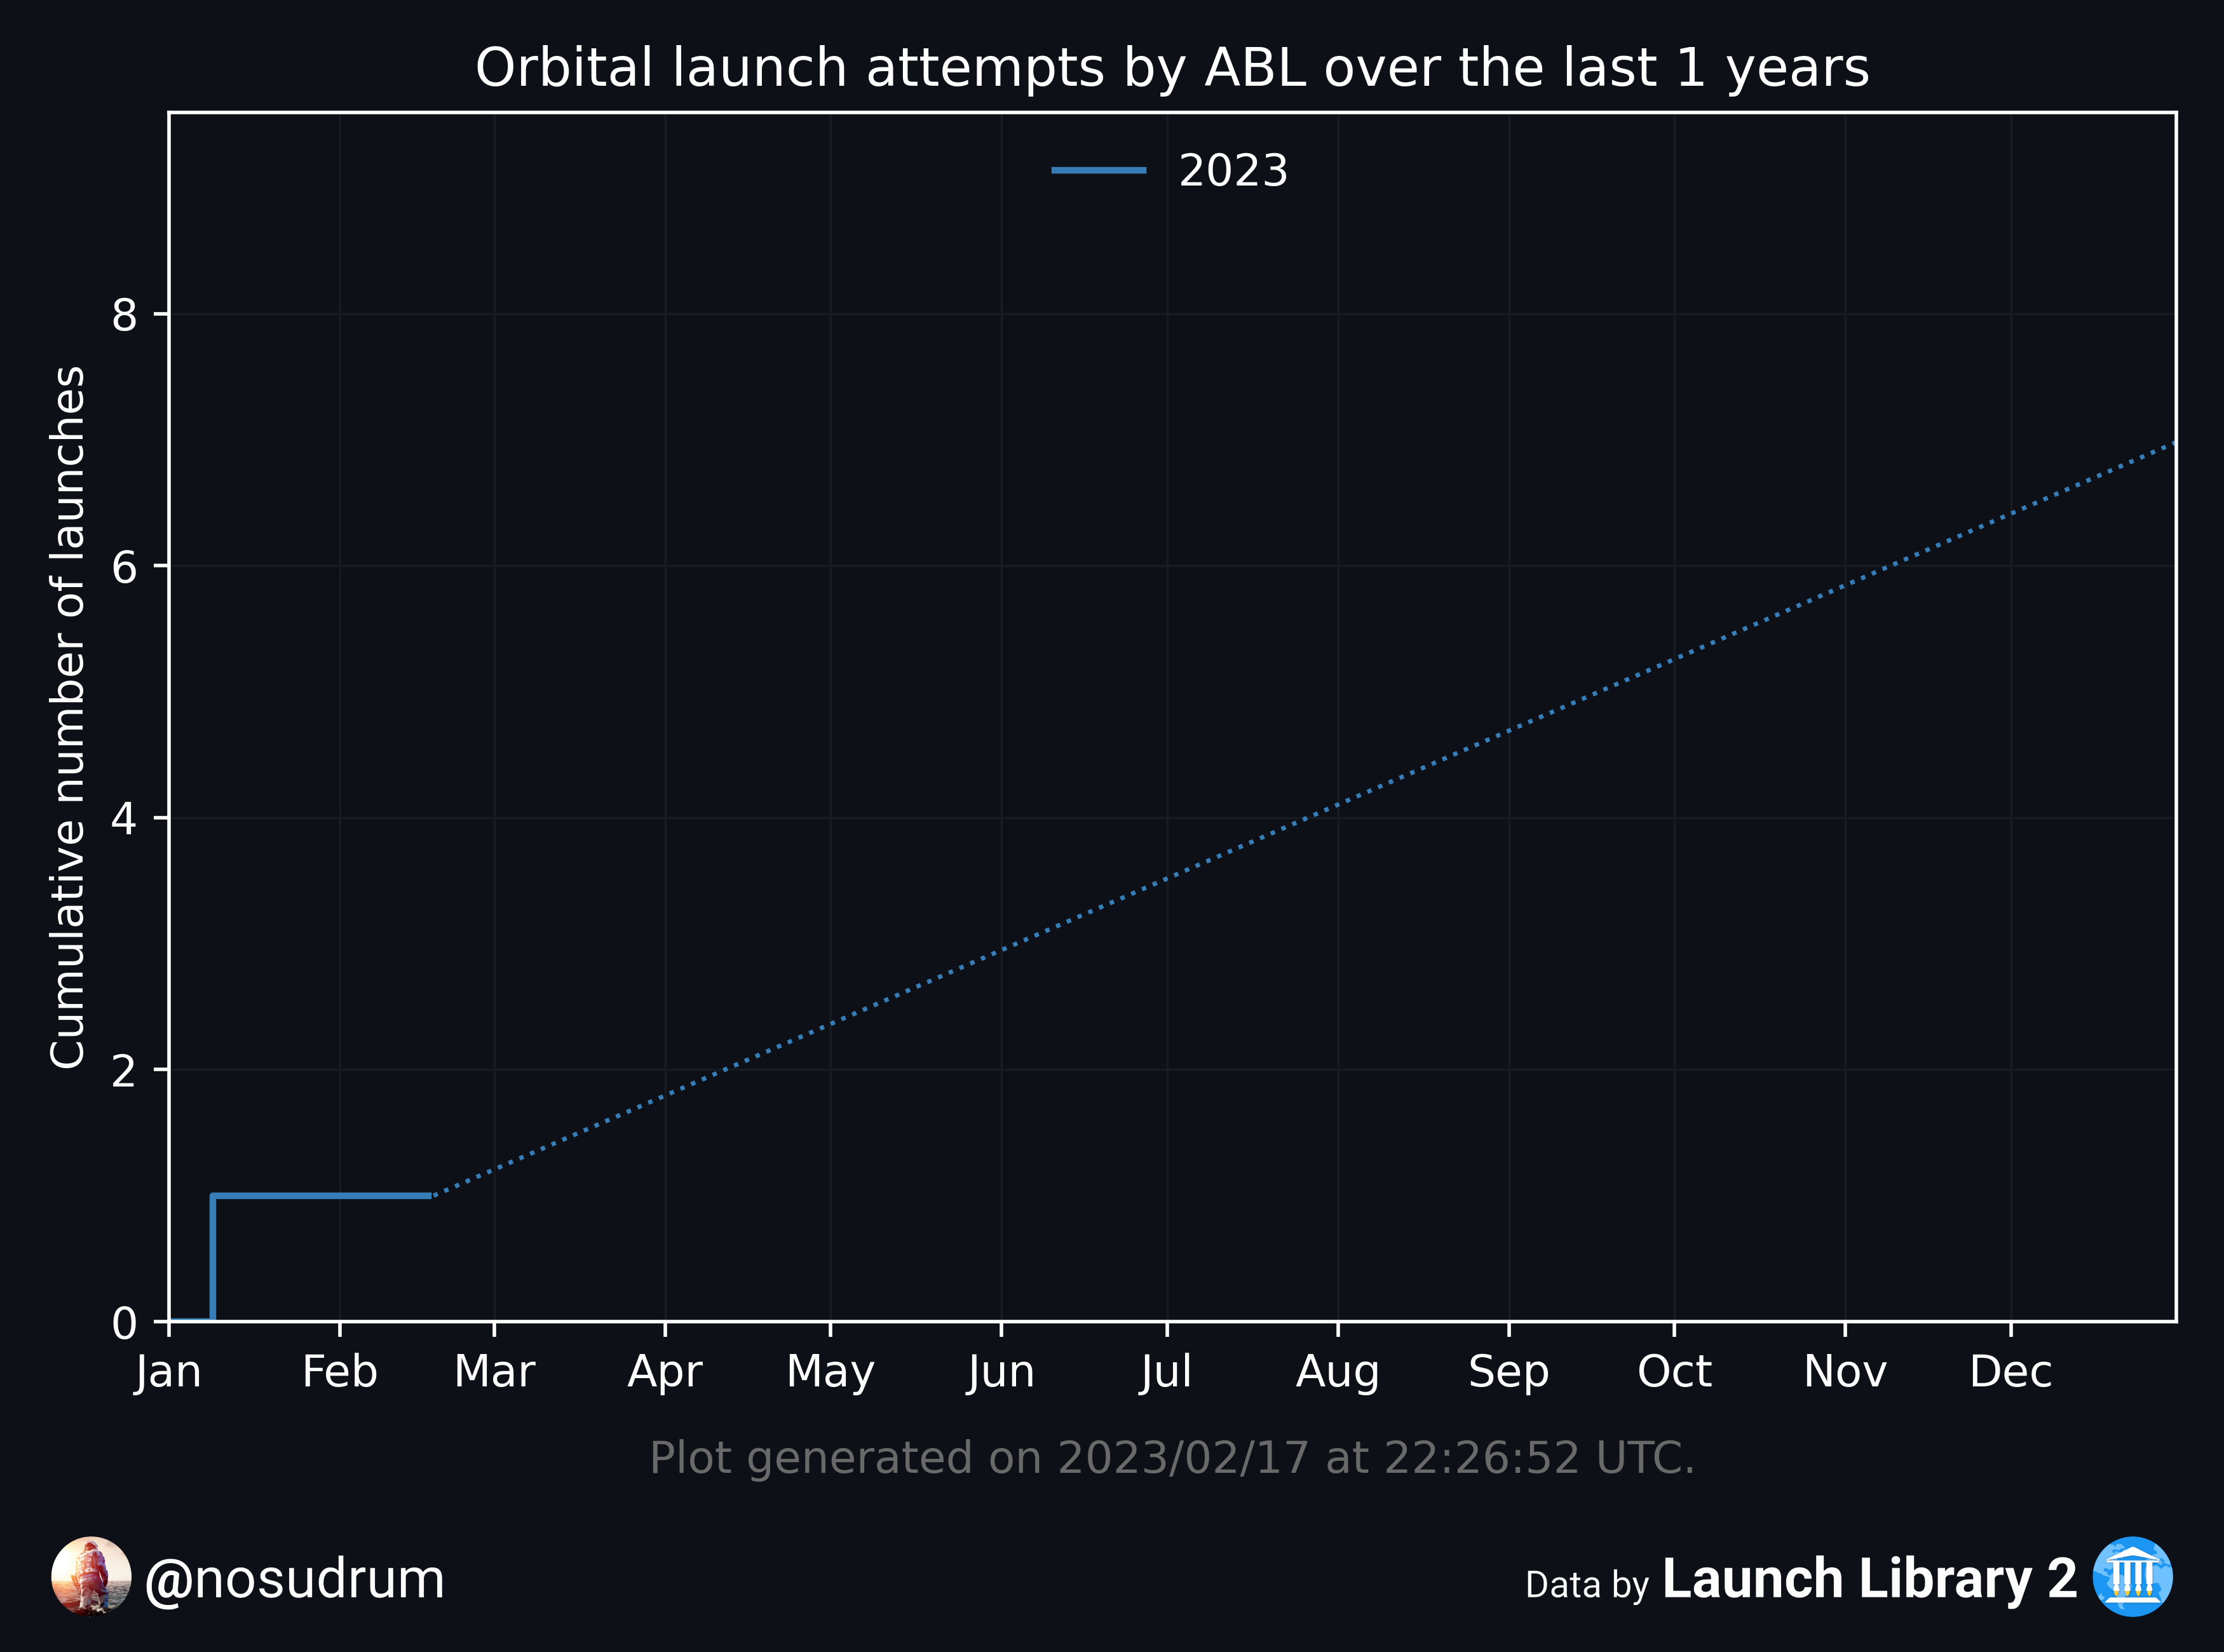 Orbital launch attempts by ABL over the last 1 years
2023
8
6
4
2
0
Cumulative number of launches
Jan Feb Mar Apr May Jun Jul Aug Sep Oct Nov Dec
Plot generated on 2023/02/17 at 22:26:52 UTC.
@nosudrum
Data by Launch Library 2